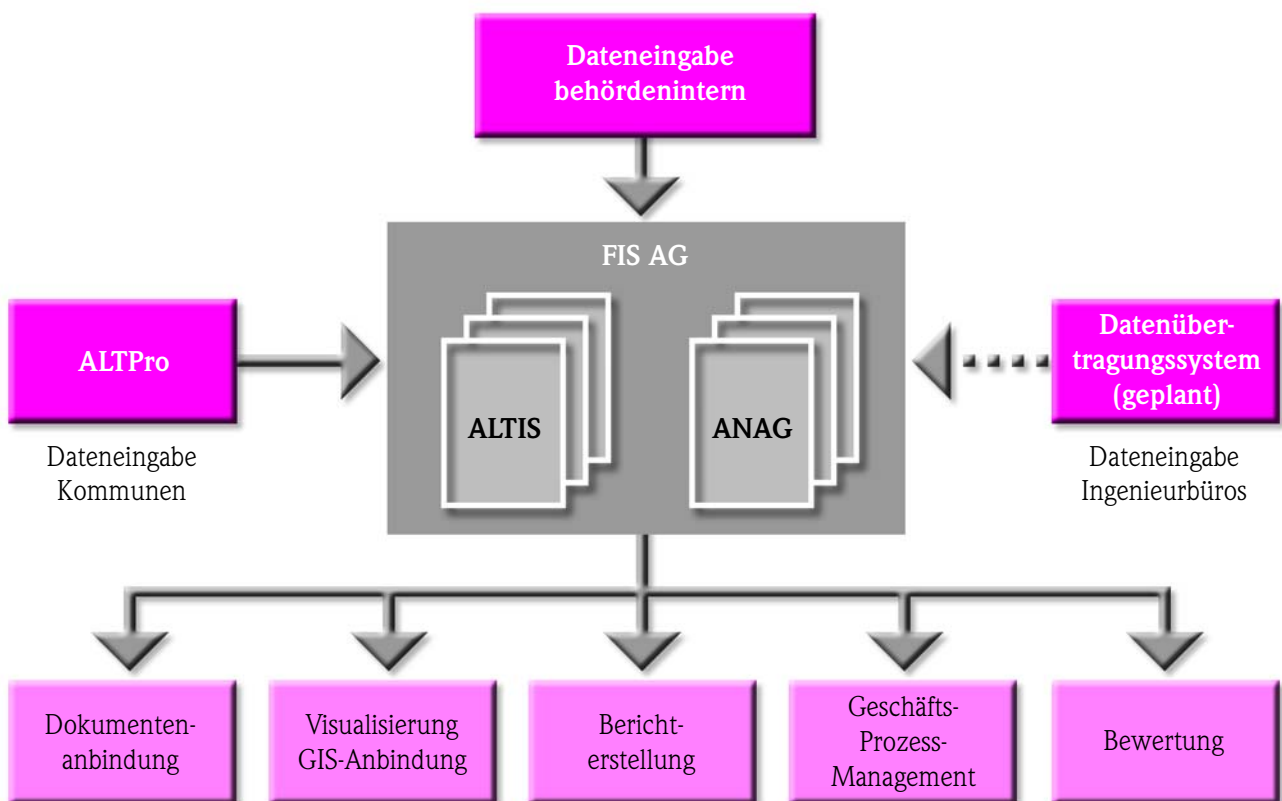 Dateneingabe
behördenintern
FIS AG
ALTPro
Dateneingabe
Kommunen
ALTIS
ANAG
Datenüber-
tragungssystem
(geplant)
Dateneingabe
Ingenieurbüros
Dokumenten-
anbindung
Visualisierung
GIS-Anbindung
Bericht-
erstellung
Geschäfts-
Prozess-
Management
Bewertung